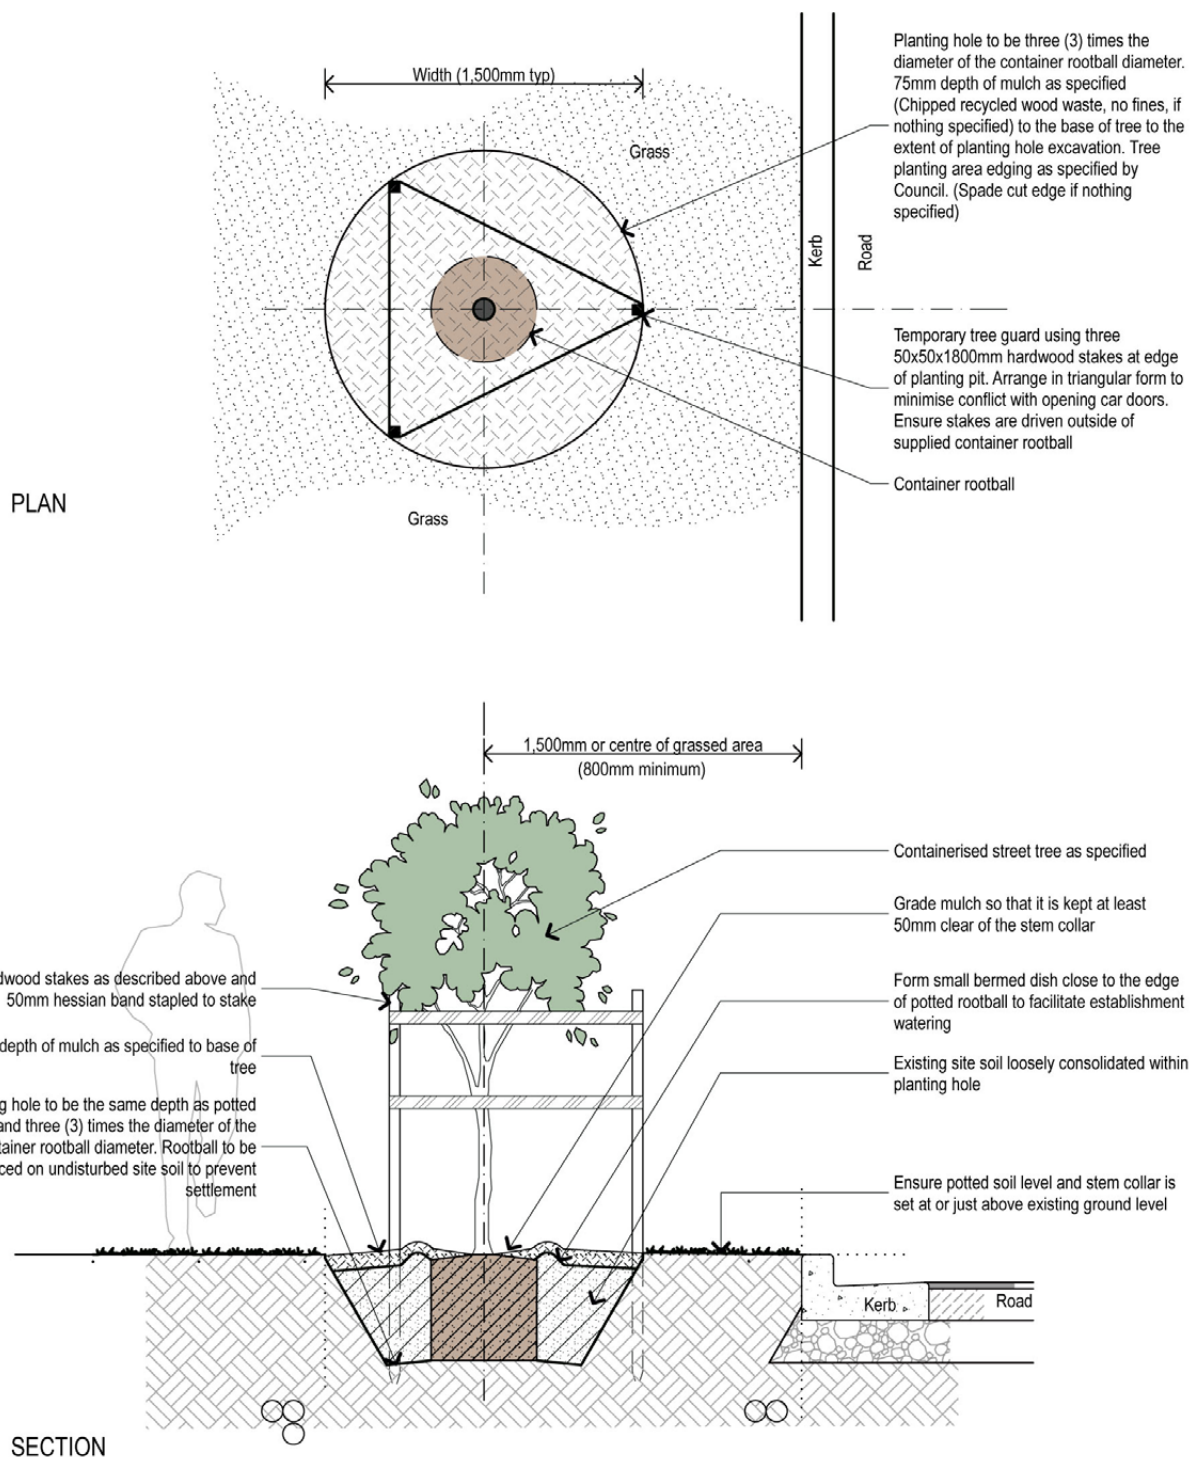 Width (1,500mm typ)
Planting hole to be three (3) times the
diameter of the container rootball diameter.
75mm depth of mulch as specified
(Chipped recycled wood waste, no fines, if
nothing specified) to the base of tree to the
extent of planting hole excavation. Tree
planting area edging as specified by
Council. (Spade cut edge if nothing
specified)
Grass
Kerb
Road
Temporary tree guard using three
50x50x1800mm hardwood stakes at edge
of planting pit. Arrange in triangular form to
minimise conflict with opening car doors.
Ensure stakes are driven outside of
supplied container rootball
Container rootball
PLAN
Grass
1,500mm or centre of grassed area
(800mm minimum)
Containerised street tree as specified
Grade mulch so that it is kept at least
50mm clear of the stem collar
dwood stakes as described above and
50mm hessian band stapled to stake
Form small bermed dish close to the edge
of potted rootball to facilitate establishment
watering
depth of mulch as specified to base of
tree
Existing site soil loosely consolidated within
planting hole
g hole to be the same depth as potted
and three (3) times the diameter of the
tainer rootball diameter. Rootball to be
ced on undisturbed site soil to prevent
settlement
Ensure potted soil level and stem collar is
set at or just above existing ground level
Kerb
Road
SECTION